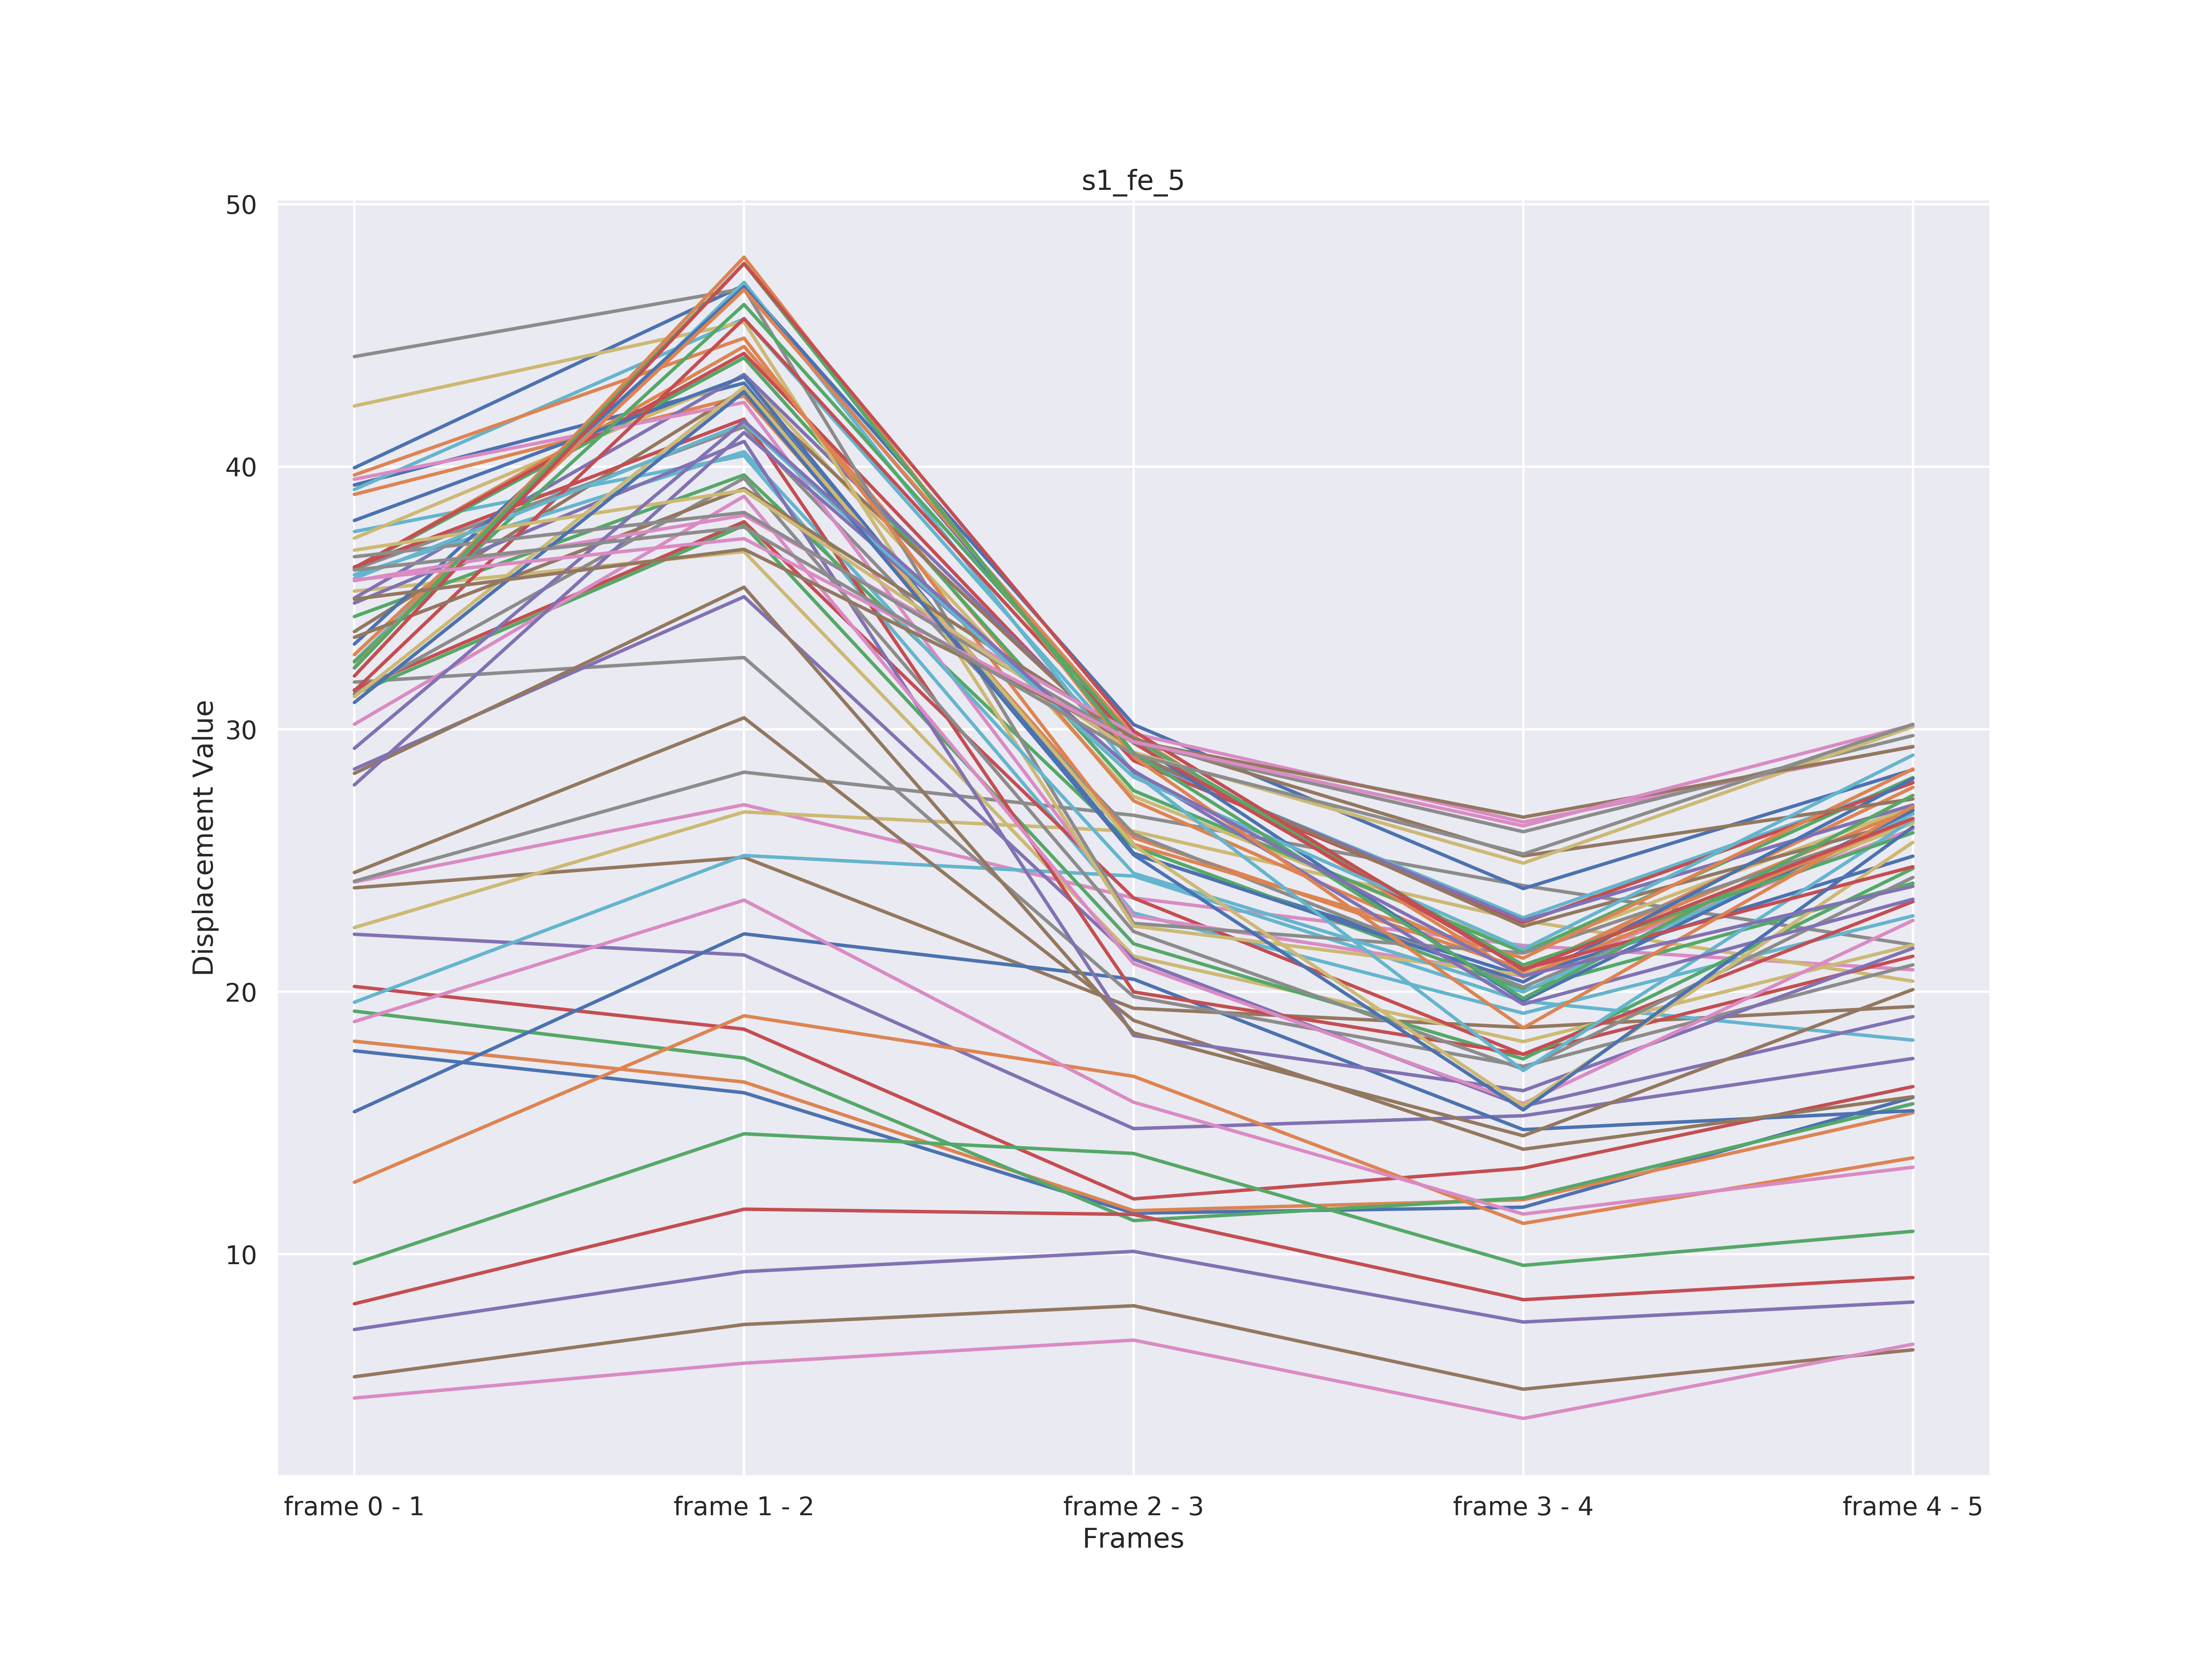 s1_fe_5
50
40
30
20
10
Displacement Value
frame 0 - 1
frame 1 - 2
frame 2 - 3
frame 3 - 4
frame 4 - 5
Frames